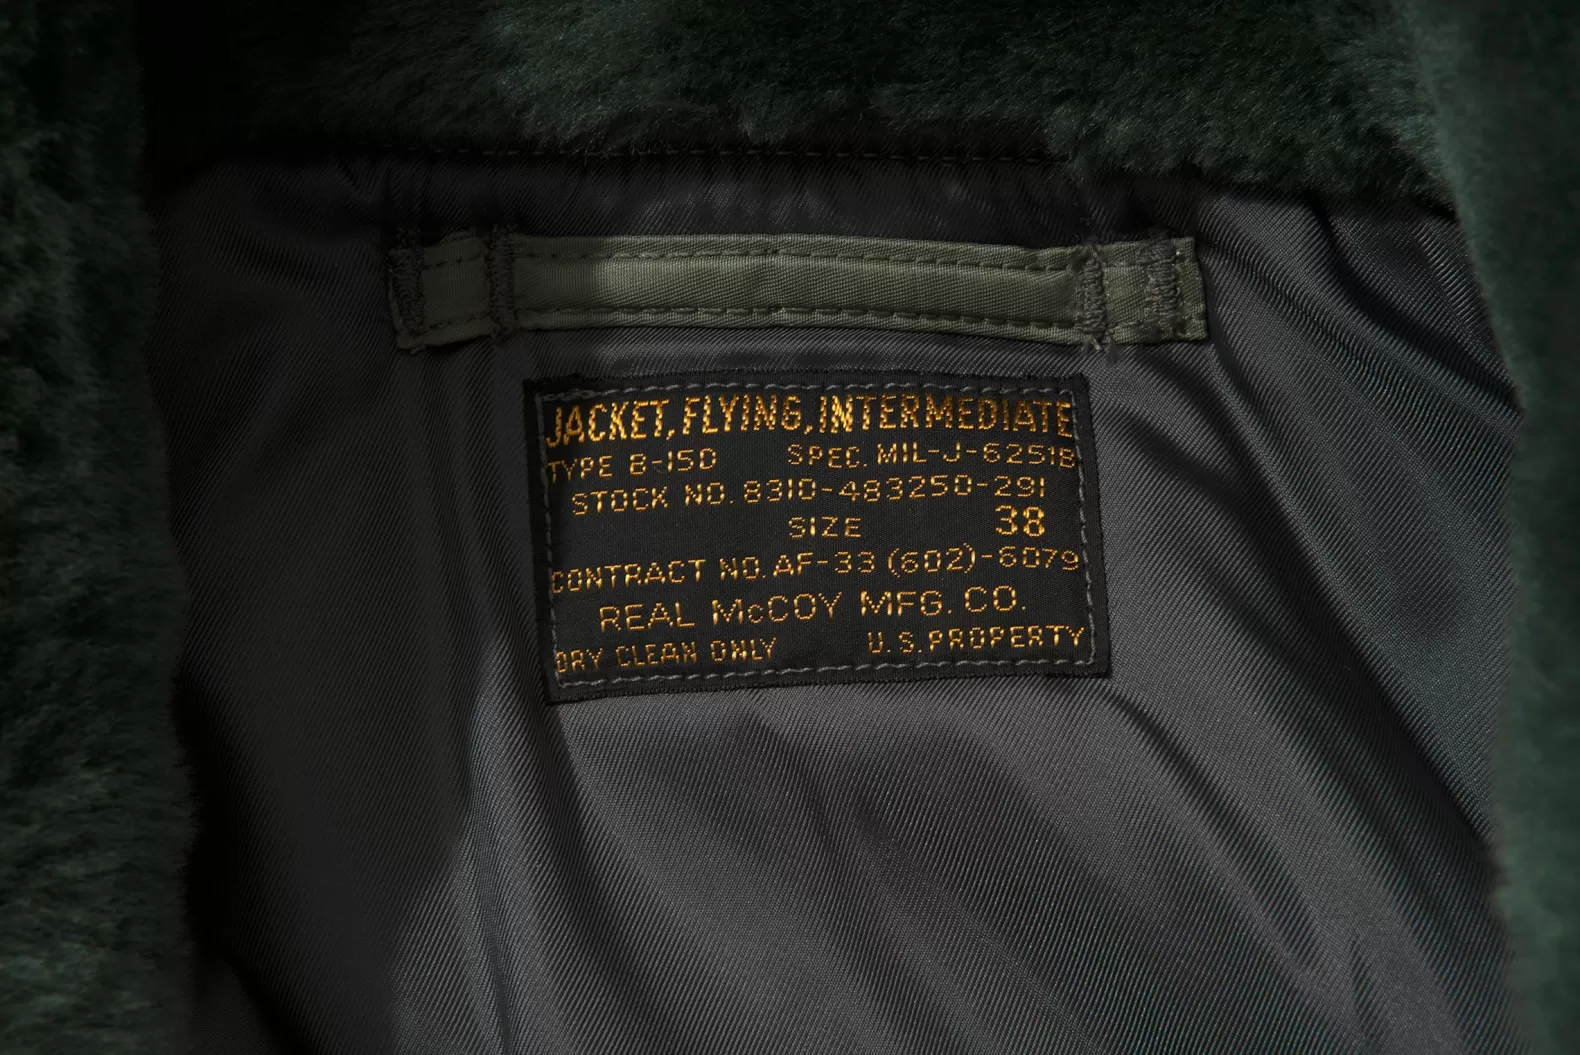 JACKET, FLYING, INTERMEDIATE
TYPE B-15D SPEC. MIL-J-6251B
STOCK NO. 8310-483250-291
SIZE 38
CONTRACT NO. AF-33 (602)-6079
REAL McCOY MFG. CO.
DRY CLEAN ONLY U.S. PROPERTY